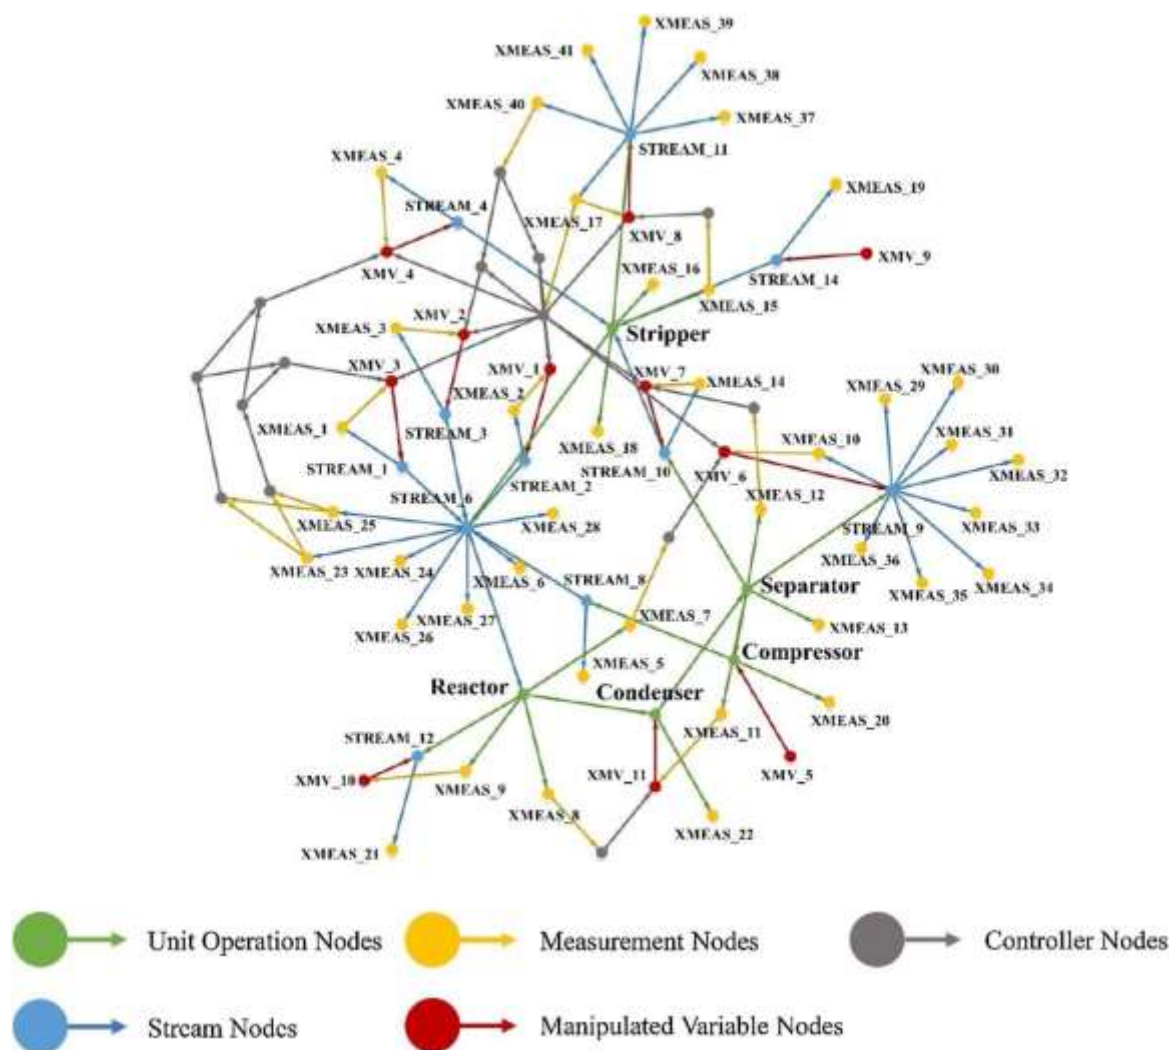 XMEAS_39
XMEAS_41
XMEAS_38
XMEAS_40
XMEAS_37
STREAM_11
XMEAS_4
XMEAS_19
STREAM_4
XMEAS_17
XMV_8
XMV_9
XMV_4
XMEAS_16
STREAM_14
XMEAS_15
XMV_2
XMEAS_3
Stripper
XMV_3
XMV_1
XMV_7
XMEAS_30
XMEAS_2
XMEAS_14
XMEAS_29
XMEAS_1
STREAM_3
XMEAS_18
XMEAS_10
XMEAS_31
STREAM_1
STREAM_2
STREAM_10
XMV_6
XMEAS_32
STREAM_6
XMEAS_12
XMEAS_25
XMEAS_28
STREAM_9
XMEAS_33
XMEAS_23
XMEAS_24
XMEAS_6
STREAM_8
XMEAS_36
XMEAS_35
XMEAS_34
Separator
XMEAS_27
XMEAS_7
XMEAS_26
XMEAS_13
Compressor
XMEAS_5
Reactor
Condenser
XMEAS_20
STREAM_12
XMEAS_11
XMV_10
XMEAS_9
XMV_11
XMV_5
XMEAS_8
XMEAS_22
XMEAS_21
Unit Operation Nodes
Measurement Nodes
Controller Nodes
Stream Nodes
Manipulated Variable Nodes